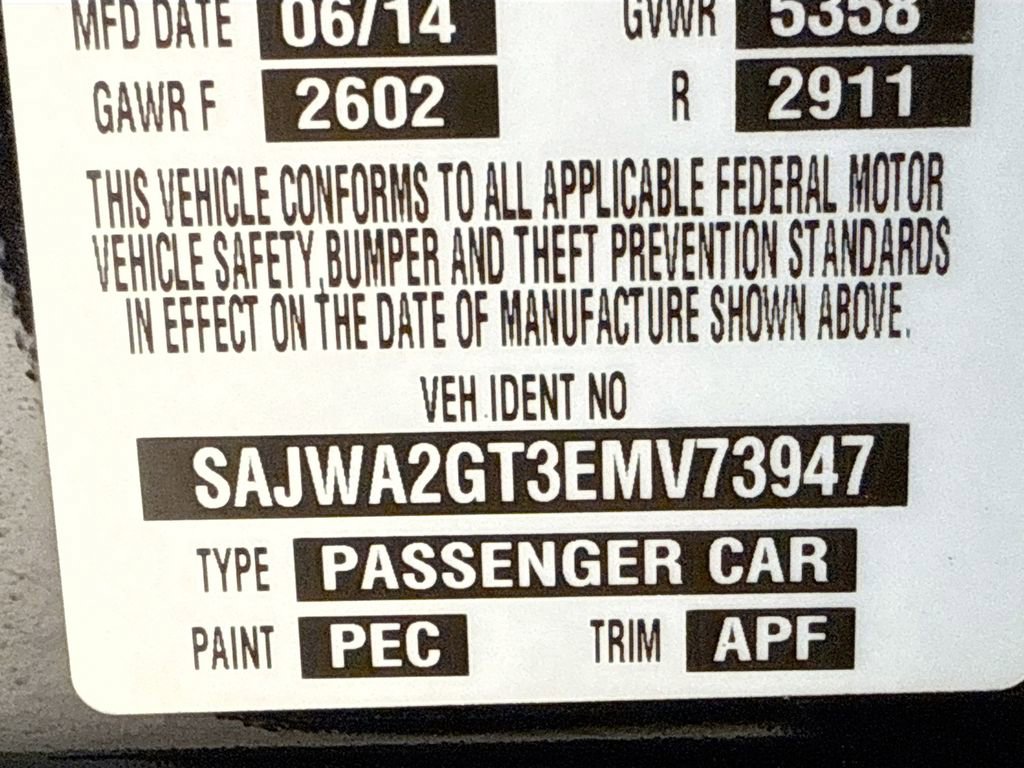 MFD DATE 06/14 GVWR 5358
GAWR F 2602 R 2911
THIS VEHICLE CONFORMS TO ALL APPLICABLE FEDERAL MOTOR
VEHICLE SAFETY,BUMPER AND THEFT PREVENTION STANDARDS
IN EFFECT ON THE DATE OF MANUFACTURE SHOWN ABOVE.
VEH IDENT NO
SAJWA2GT3EMV73947
TYPE PASSENGER CAR
PAINT PEC TRIM APF